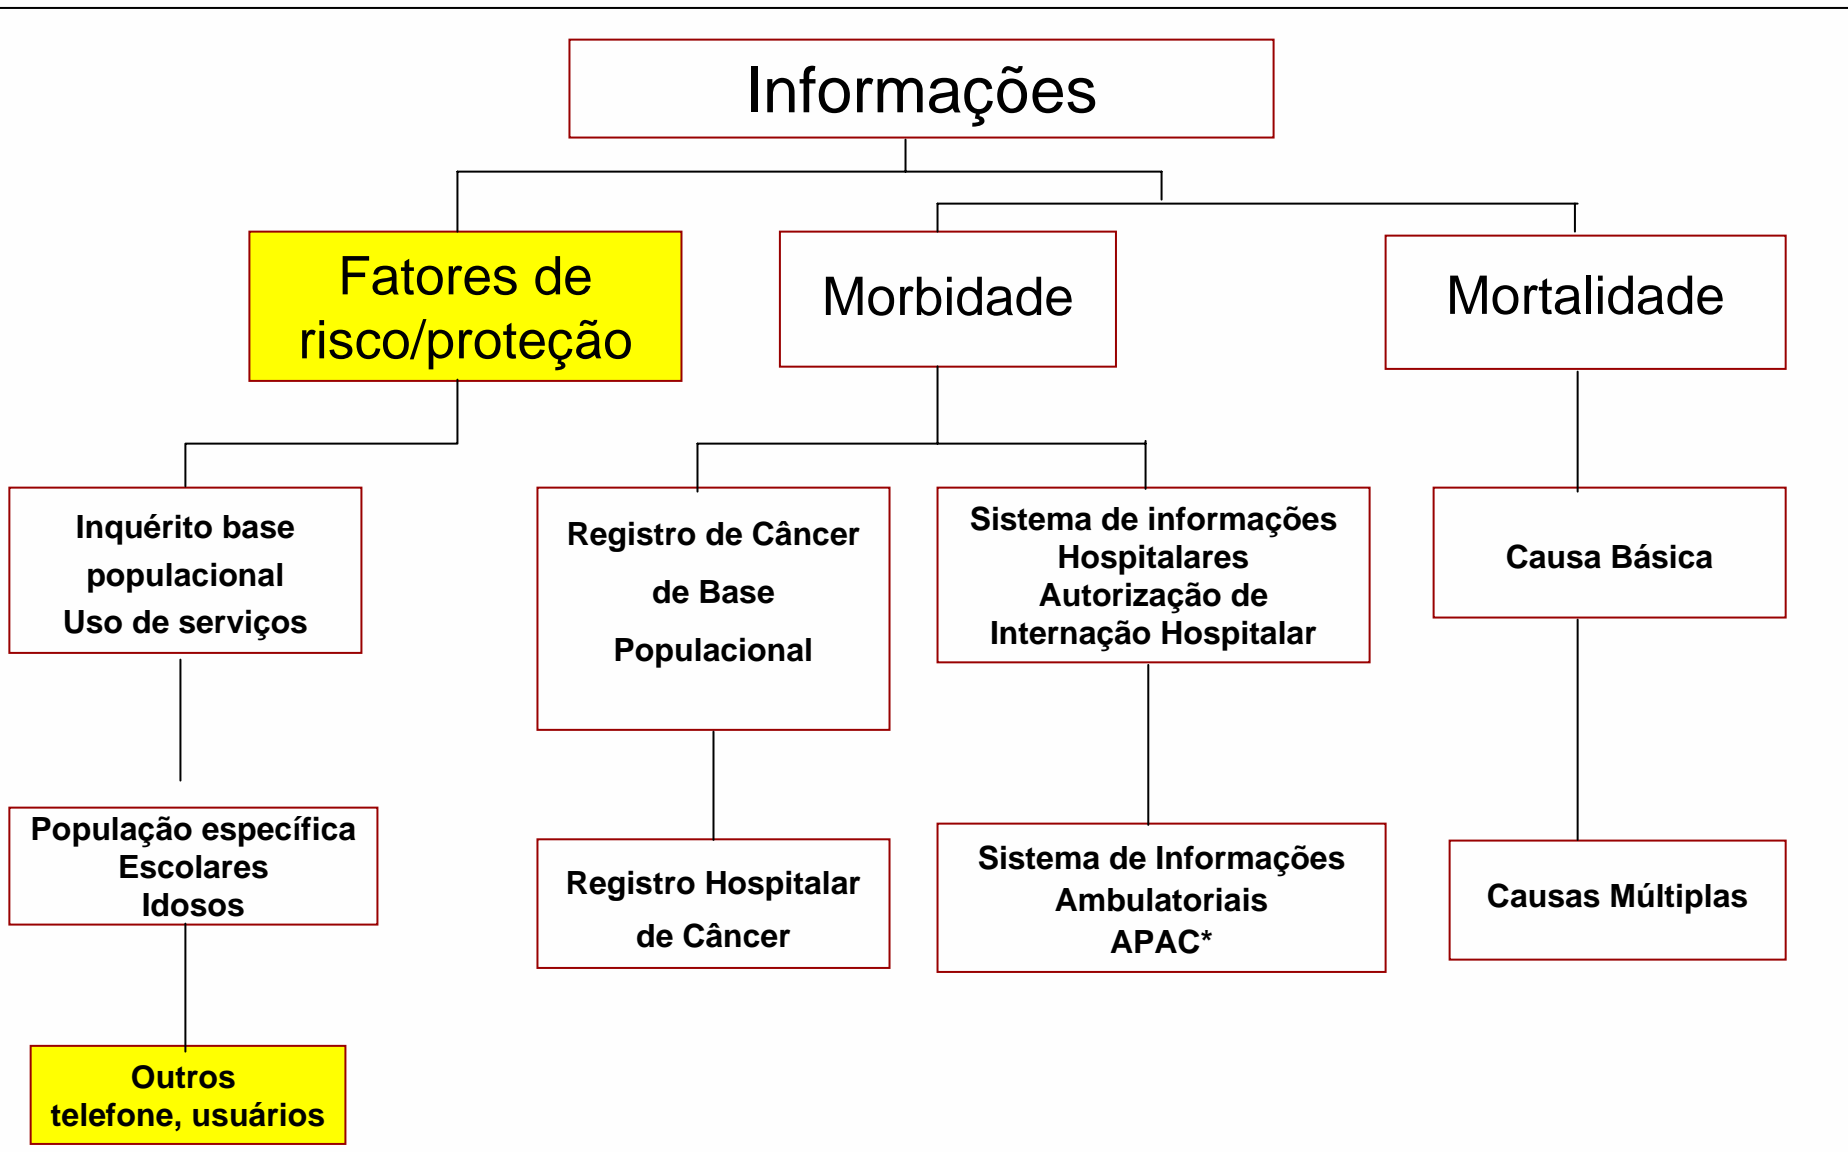 Informações
Fatores de
risco/proteção
Morbidade
Mortalidade
Inquérito base
populacional
Uso de serviços
Registro de Câncer
de Base
Populacional
Sistema de informações
Hospitalares
Autorização de
Internação Hospitalar
Causa Básica
População específica
Escolares
Idosos
Registro Hospitalar
de Câncer
Sistema de Informações
Ambulatoriais
APAC*
Causas Múltiplas
Outros
telefone, usuários